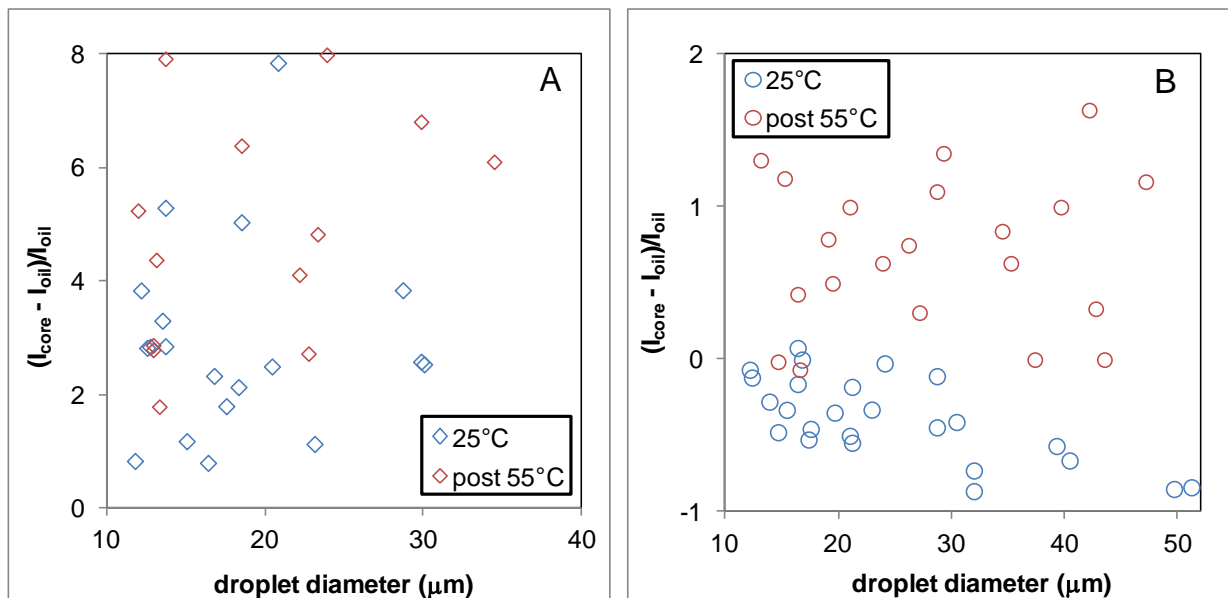 A
8
6
4
2
0
(Icore - Ioil)/Ioil
25°C
post 55°C
10 20 30 40
droplet diameter (μm)
B
2
1
0
-1
(Icore - Ioil)/Ioil
25°C
post 55°C
10 20 30 40 50
droplet diameter (μm)